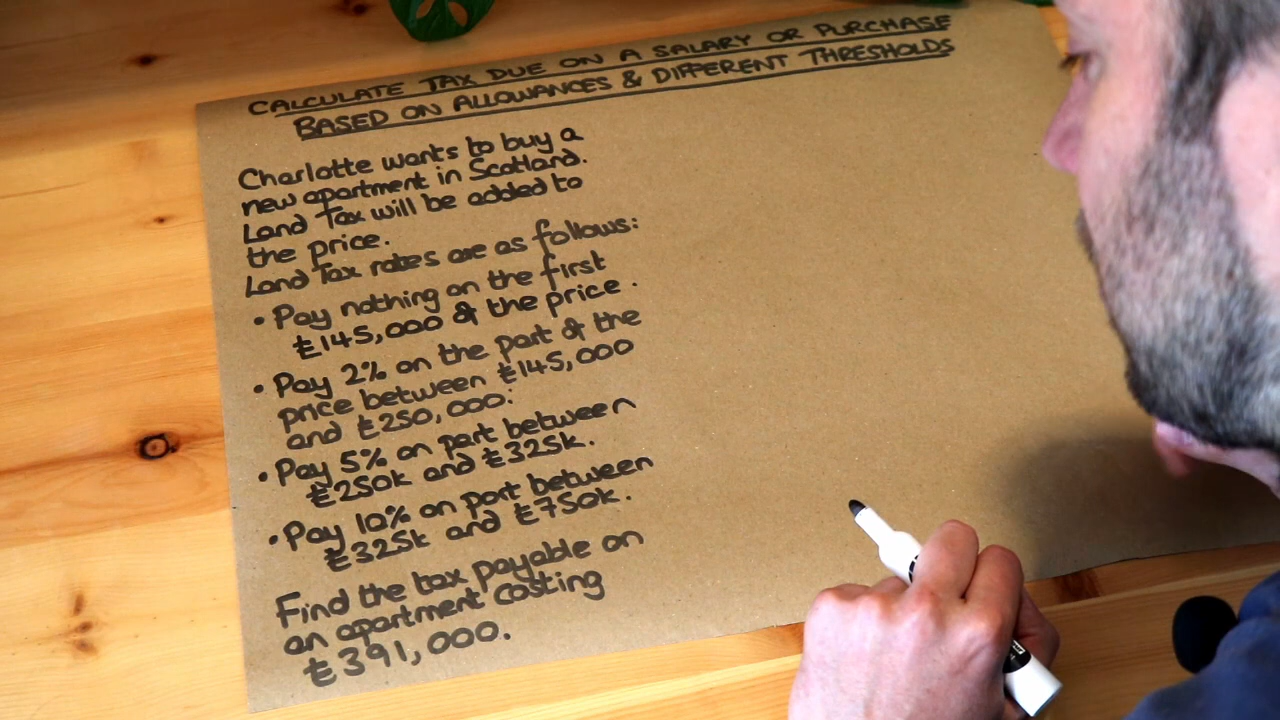 CALCULATE TAX DUE ON A SALARY OR PURCHASE
BASED ON ALLOWANCES & DIFFERENT THRESHOLDS
Charlotte wants to buy a
new apartment in Scotland.
Land Tax will be added to
the price.
Land Tax rates are as follows:
• Pay nothing on the first
£145,000 of the price.
• Pay 2% on the part of the
price between £145,000
and £250,000.
• Pay 5% on part between
£250k and £325k.
• Pay 10% on part between
£325k and £750k.
Find the tax payable on
an apartment costing
£391,000.